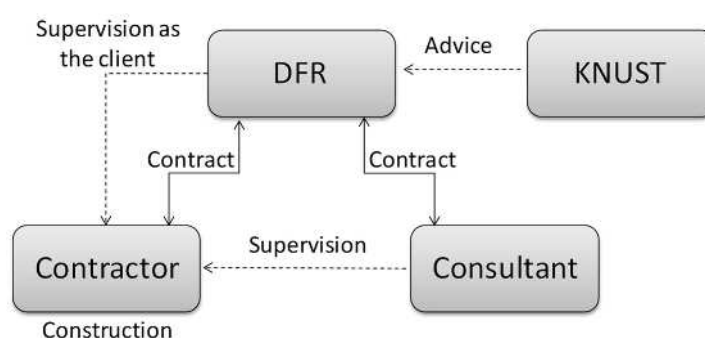 Supervision as
the client
DFR
Advice
KNUST
Contract
Contract
Contractor
Supervision
Consultant
Construction